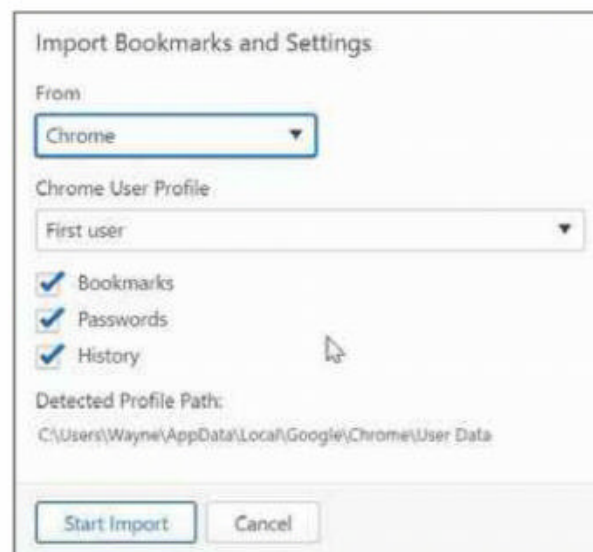 Import Bookmarks and Settings
From
Chrome
Chrome User Profile
First user
Bookmarks
Passwords
History
Detected Profile Path:
C:\Users\Wayne\AppData\Local\Google\Chrome\User Data
Start Import Cancel